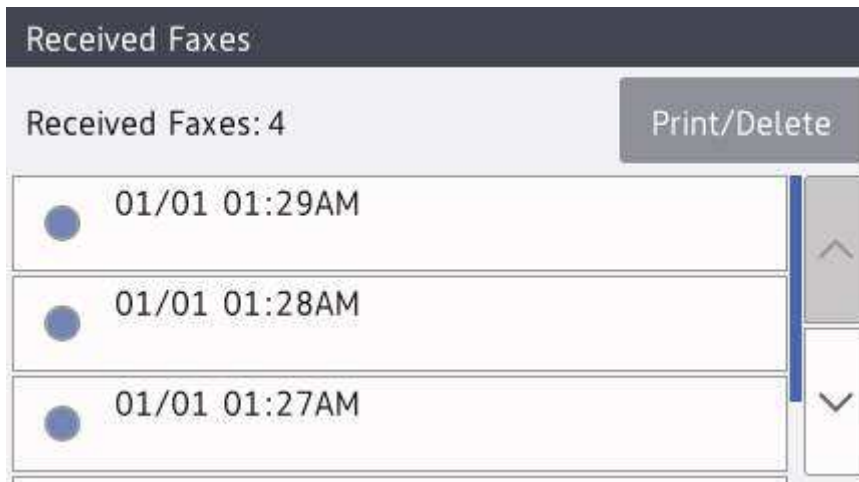 Received Faxes
Received Faxes: 4
Print/Delete
01/01 01:29AM
01/01 01:28AM
01/01 01:27AM